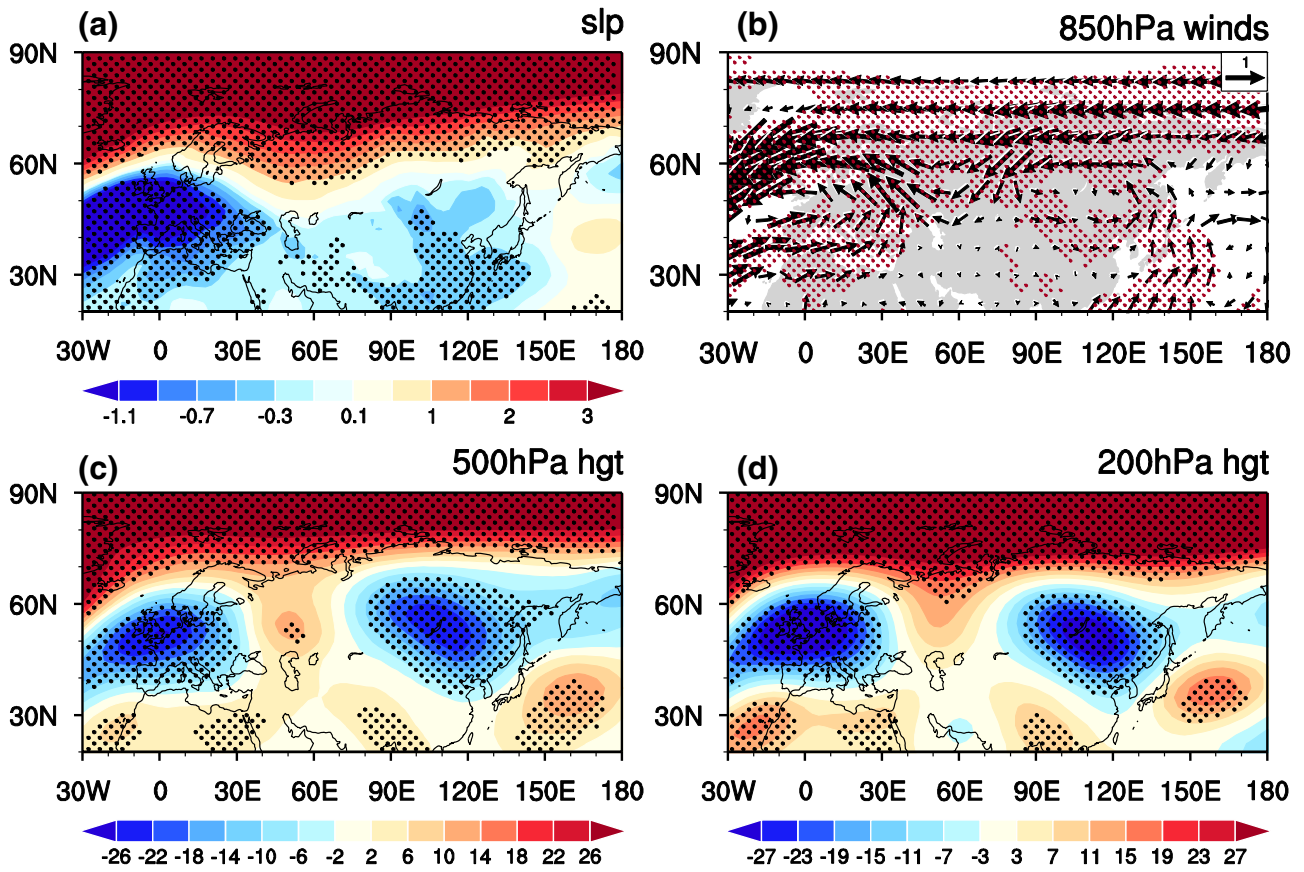 (a) slp
90N
60N
30N
30W 0 30E 60E 90E 120E 150E 180
-1.1 -0.7 -0.3 0.1 1 2 3
(b) 850hPa winds
1
90N
60N
30N
30W 0 30E 60E 90E 120E 150E 180
(c) 500hPa hgt
90N
60N
30N
30W 0 30E 60E 90E 120E 150E 180
-26 -22 -18 -14 -10 -6 -2 2 6 10 14 18 22 26
(d) 200hPa hgt
90N
60N
30N
30W 0 30E 60E 90E 120E 150E 180
-27 -23 -19 -15 -11 -7 -3 3 7 11 15 19 23 27